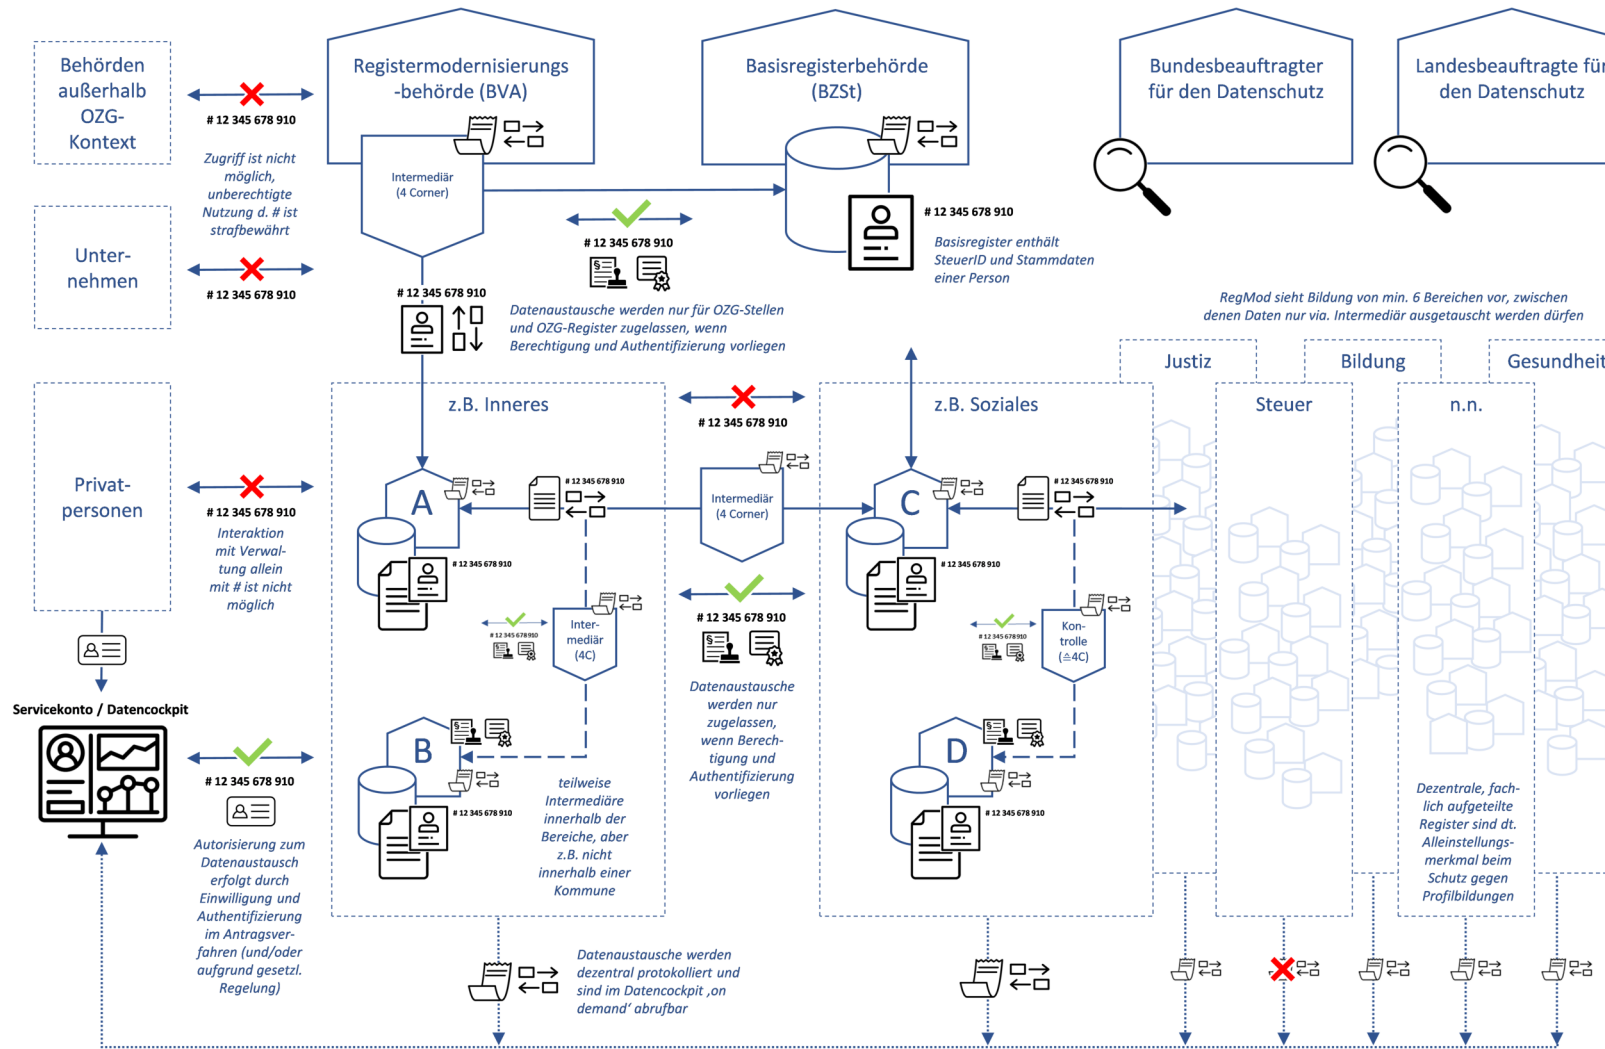 Behörden
außerhalb
OZG-
Kontext
# 12 345 678 910
Zugriff ist nicht
möglich,
unberechtigte
Nutzung d. # ist
strafbewährt
Unter-
nehmen
# 12 345 678 910
Registermodernisierungs
-behörde (BVA)
Intermediär
(4 Corner)
# 12 345 678 910
Basisregisterbehörde
(BZSt)
# 12 345 678 910
Basisregister enthält
SteuerID und Stammdaten
einer Person
# 12 345 678 910
§
Datenaustausche werden nur für OZG-Stellen
und OZG-Register zugelassen, wenn
Berechtigung und Authentifizierung vorliegen
Bundesbeauftragter
für den Datenschutz
Landesbeauftragte für
den Datenschutz
RegMod sieht Bildung von min. 6 Bereichen vor, zwischen
denen Daten nur via. Intermediär ausgetauscht werden dürfen
Privat-
personen
# 12 345 678 910
Interaktion
mit Verwal-
tung allein
mit # ist nicht
möglich
Servicekonto / Datencockpit
# 12 345 678 910
Autorisierung zum
Datenaustausch
erfolgt durch
Einwilligung und
Authentifizierung
im Antragsver-
fahren (und/oder
aufgrund gesetzl.
Regelung)
z.B. Inneres
A
# 12 345 678 910
# 12 345 678 910
# 12 345 678 910
§
Inter-
mediär
(4C)
B
§
# 12 345 678 910
teilweise
Intermediäre
innerhalb der
Bereiche, aber
z.B. nicht
innerhalb einer
Kommune
# 12 345 678 910
Intermediär
(4 Corner)
# 12 345 678 910
§
Datenaustausche
werden nur
zugelassen,
wenn Berech-
tigung und
Authentifizierung
vorliegen
z.B. Soziales
C
# 12 345 678 910
# 12 345 678 910
# 12 345 678 910
§
Kon-
trolle
(≙4C)
D
§
# 12 345 678 910
Justiz
Steuer
Bildung
n.n.
Gesundheit
Dezentrale, fach-
lich aufgeteilte
Register sind dt.
Alleinstellungs-
merkmal beim
Schutz gegen
Profilbildungen
Datenaustausche werden
dezentral protokolliert und
sind im Datencockpit ‚on
demand‘ abrufbar